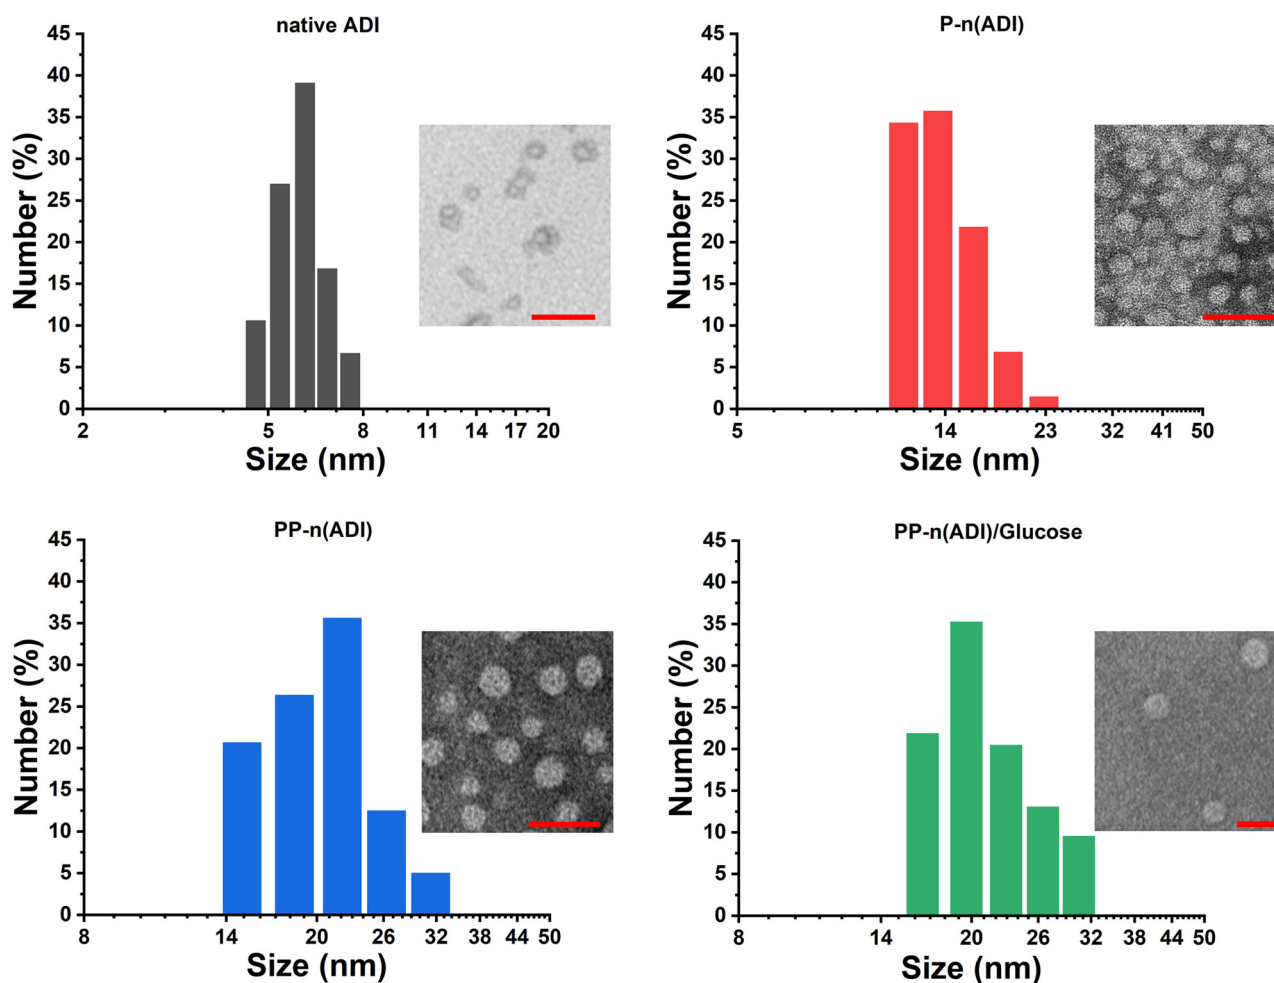 native ADI
45
40
35
30
25
20
15
10
5
0
Number (%)
2 5 8 11 14 17 20
Size (nm)
P-n(ADI)
45
40
35
30
25
20
15
10
5
0
Number (%)
5 14 23 32 41 50
Size (nm)
PP-n(ADI)
45
40
35
30
25
20
15
10
5
0
Number (%)
8 14 20 26 32 38 44 50
Size (nm)
PP-n(ADI)/Glucose
45
40
35
30
25
20
15
10
5
0
Number (%)
8 14 20 26 32 38 44 50
Size (nm)